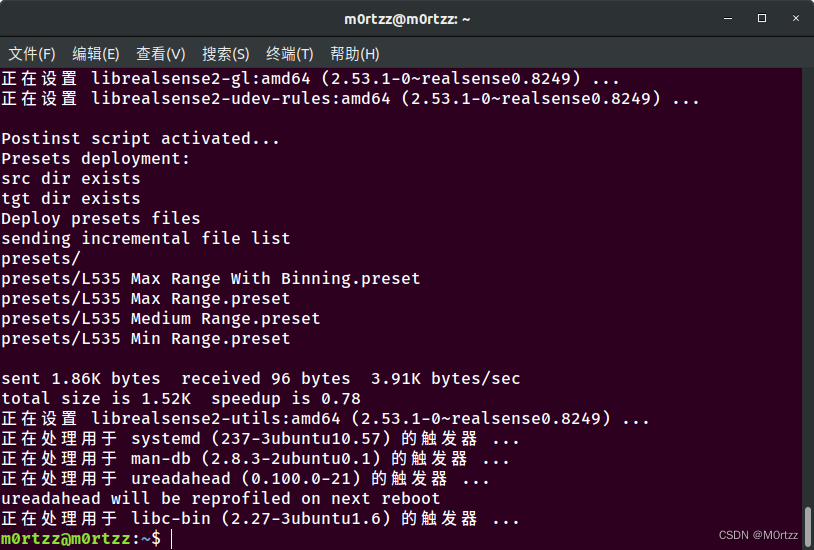 m0rtzz@m0rtzz: ~
文件(F) 编辑(E) 查看(V) 搜索(S) 终端(T) 帮助(H)
正在设置 librealsense2-gl:amd64 (2.53.1-0~realsense0.8249) ...
正在设置 librealsense2-udev-rules:amd64 (2.53.1-0~realsense0.8249) ...
Postinst script activated...
Presets deployment:
src dir exists
tgt dir exists
Deploy presets files
sending incremental file list
presets/
presets/L535 Max Range With Binning.preset
presets/L535 Max Range.preset
presets/L535 Medium Range.preset
presets/L535 Min Range.preset
sent 1.86K bytes  received 96 bytes  3.91K bytes/sec
total size is 1.52K  speedup is 0.78
正在设置 librealsense2-utils:amd64 (2.53.1-0~realsense0.8249) ...
正在处理用于 systemd (237-3ubuntu10.57) 的触发器 ...
正在处理用于 man-db (2.8.3-2ubuntu0.1) 的触发器 ...
正在处理用于 ureadahead (0.100.0-21) 的触发器 ...
ureadahead will be reprofiled on next reboot
正在处理用于 libc-bin (2.27-3ubuntu1.6) 的触发器 ...
m0rtzz@m0rtzz:~$
CSDN @M0rtzz